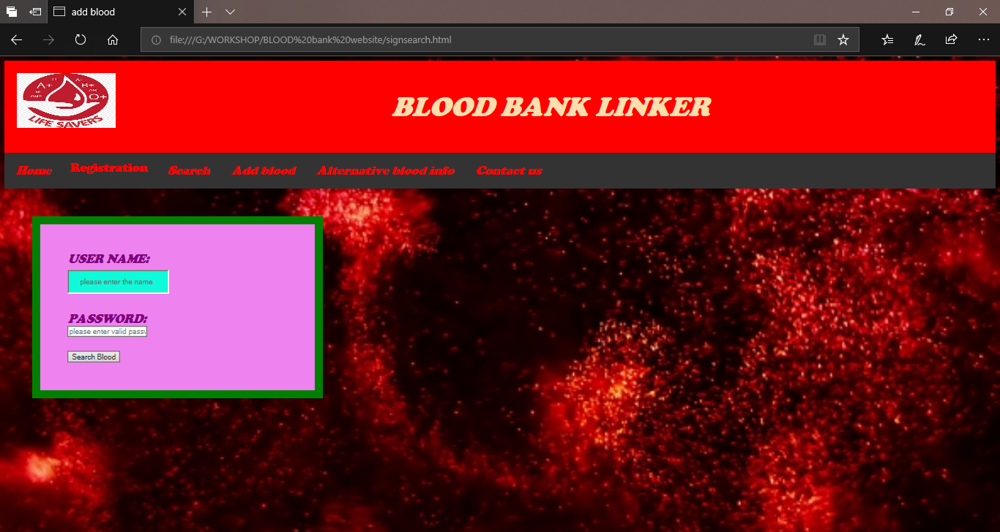 add blood
file:///G:/WORKSHOP/BLOOD%20bank%20website/signsearch.html
A+ B+
O+
LIFE SAVERS
BLOOD BANK LINKER
Home Registration Search Add blood Alternative blood info Contact us
USER NAME:
please enter the name
PASSWORD:
please enter valid passw
Search Blood